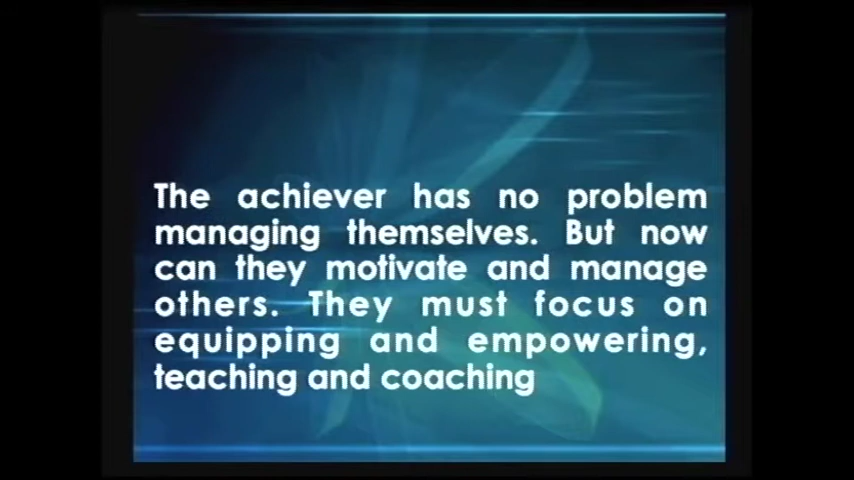 The achiever has no problem
managing themselves. But now
can they motivate and manage
others. They must focus on
equipping and empowering,
teaching and coaching